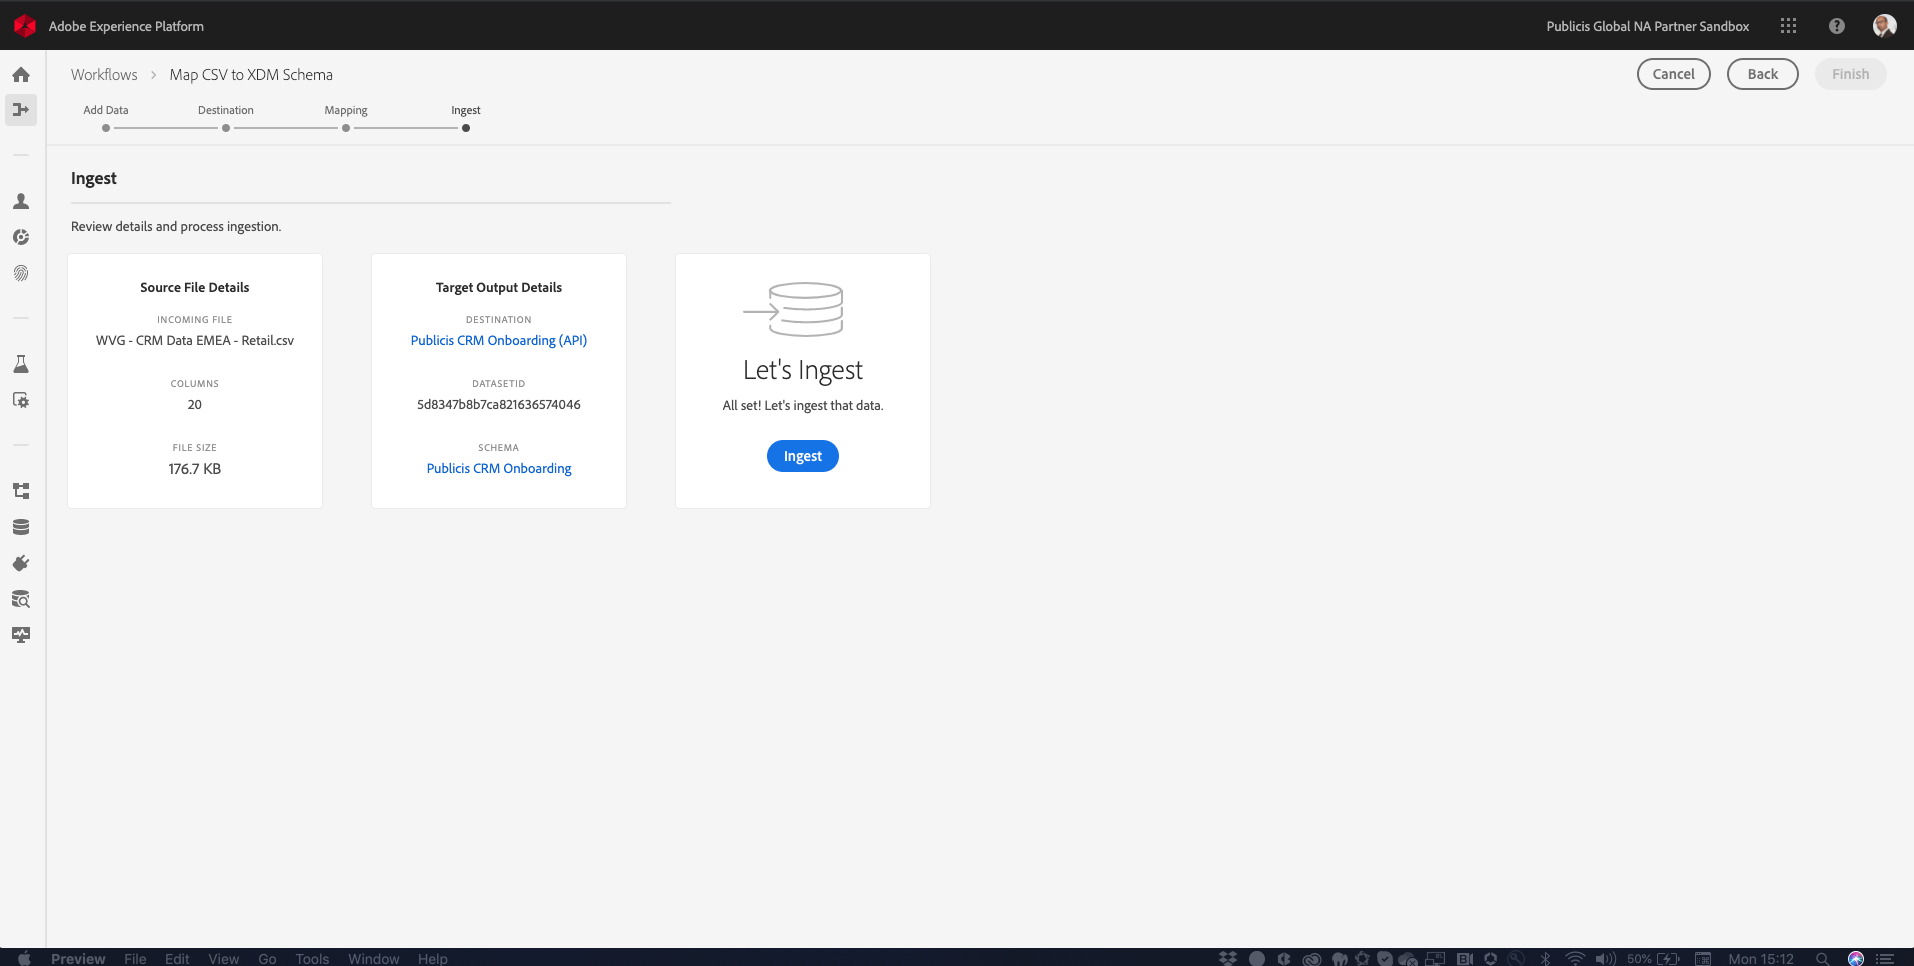 Adobe Experience Platform
Publicis Global NA Partner Sandbox
?
Workflows > Map CSV to XDM Schema
Cancel
Back
Finish
Add Data
Destination
Mapping
Ingest
Ingest
Review details and process ingestion.
Source File Details
INCOMING FILE
WVG - CRM Data EMEA - Retail.csv
COLUMNS
20
FILE SIZE
176.7 KB
Target Output Details
DESTINATION
Publicis CRM Onboarding (API)
DATASETID
5d8347b8b7ca821636574046
SCHEMA
Publicis CRM Onboarding
Let's Ingest
All set! Let's ingest that data.
Ingest
Preview File Edit View Go Tools Window Help
50% Mon 15:12